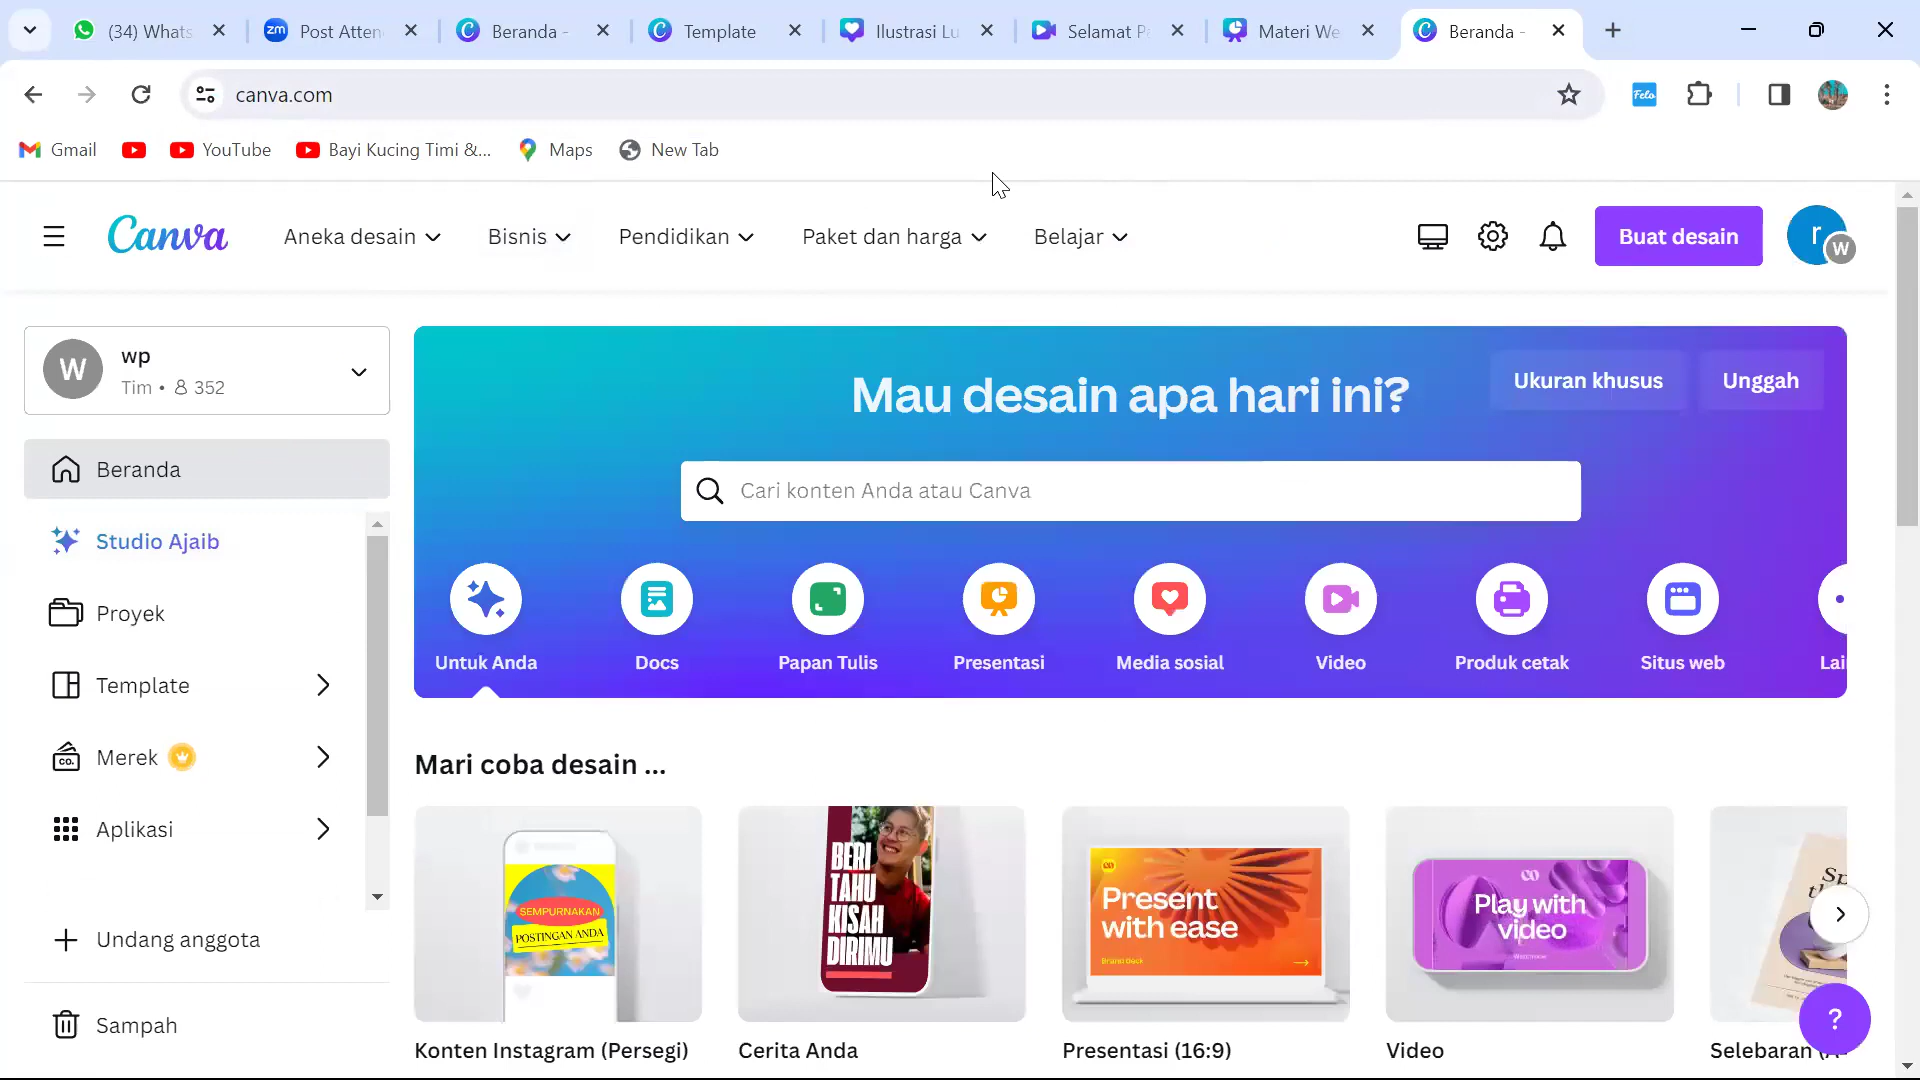 (34) Whats
Post Atten
Beranda -
Template
Ilustrasi Lu
Selamat P
Materi We
Beranda -
canva.com
Gmail
YouTube
Bayi Kucing Timi &...
Maps
New Tab
Canva
Aneka desain
Bisnis
Pendidikan
Paket dan harga
Belajar
Buat desain
r
W
W
wp
Tim • 352
Beranda
Studio Ajaib
Proyek
Template
Merek
Aplikasi
Undang anggota
Sampah
Mau desain apa hari ini?
Ukuran khusus
Unggah
Cari konten Anda atau Canva
Untuk Anda
Docs
Papan Tulis
Presentasi
Media sosial
Video
Produk cetak
Situs web
Lai
Mari coba desain ...
SEMPURNAKAN
POSTINGAN ANDA
BERI
TAHU
KISAH
DIRIMU
Present
with ease
Brand deck
Play with
video
Sp
Konten Instagram (Persegi)
Cerita Anda
Presentasi (16:9)
Video
Selebaran (A
?